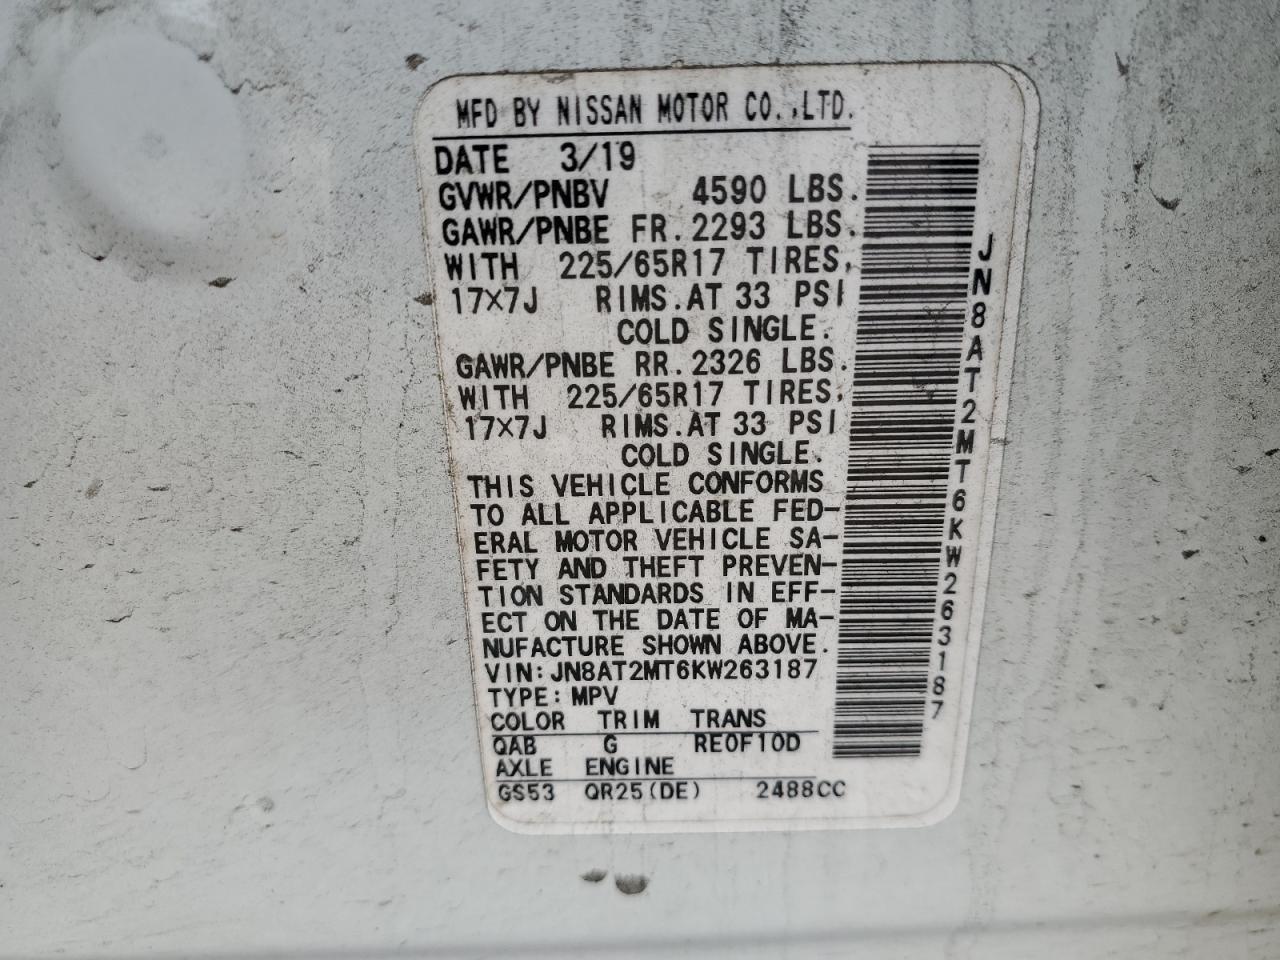 MFD BY NISSAN MOTOR CO.,LTD.
DATE 3/19
GVWR/PNBV 4590 LBS.
GAWR/PNBE FR.2293 LBS.
WITH 225/65R17 TIRES,
17×7J RIMS.AT 33 PSI
COLD SINGLE.
GAWR/PNBE RR.2326 LBS.
WITH 225/65R17 TIRES,
17×7J RIMS.AT 33 PSI
COLD SINGLE.
THIS VEHICLE CONFORMS
TO ALL APPLICABLE FED-
ERAL MOTOR VEHICLE SA-
FETY AND THEFT PREVEN-
TION STANDARDS IN EFF-
ECT ON THE DATE OF MA-
NUFACTURE SHOWN ABOVE.
VIN:JN8AT2MT6KW263187
TYPE:MPV
COLOR TRIM TRANS
QAB G RE0F10D
AXLE ENGINE
GS53 QR25(DE) 2488CC
JN8AT2MT6KW263187